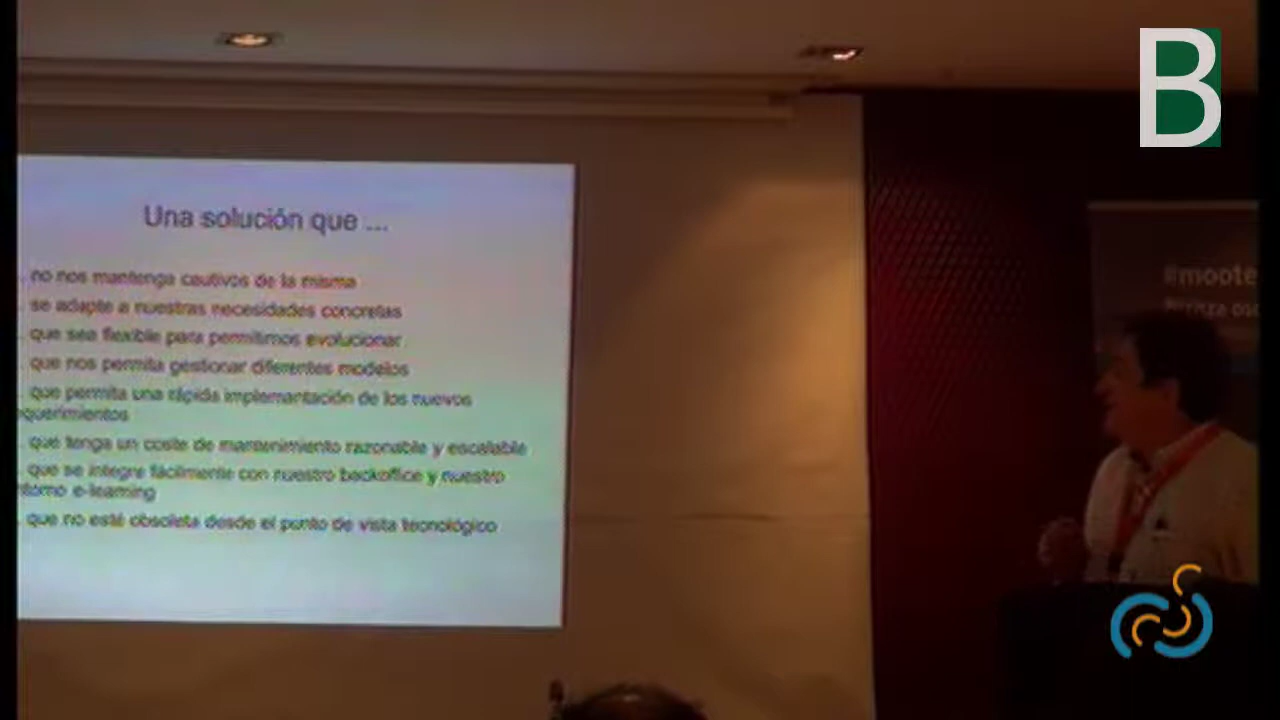 B
Una solución que ...
. no nos mantenga cautivos de la misma
. se adapte a nuestras necesidades concretas
. que sea flexible para permitirnos evolucionar
. que nos permita gestionar diferentes modelos
. que permita una rápida implementación de los nuevos
querimientos
. que tenga un coste de mantenimiento razonable y escalable
. que se integre fácilmente con nuestro backoffice y nuestro
torno e-learning
. que no esté obsoleta desde el punto de vista tecnológico
#moote